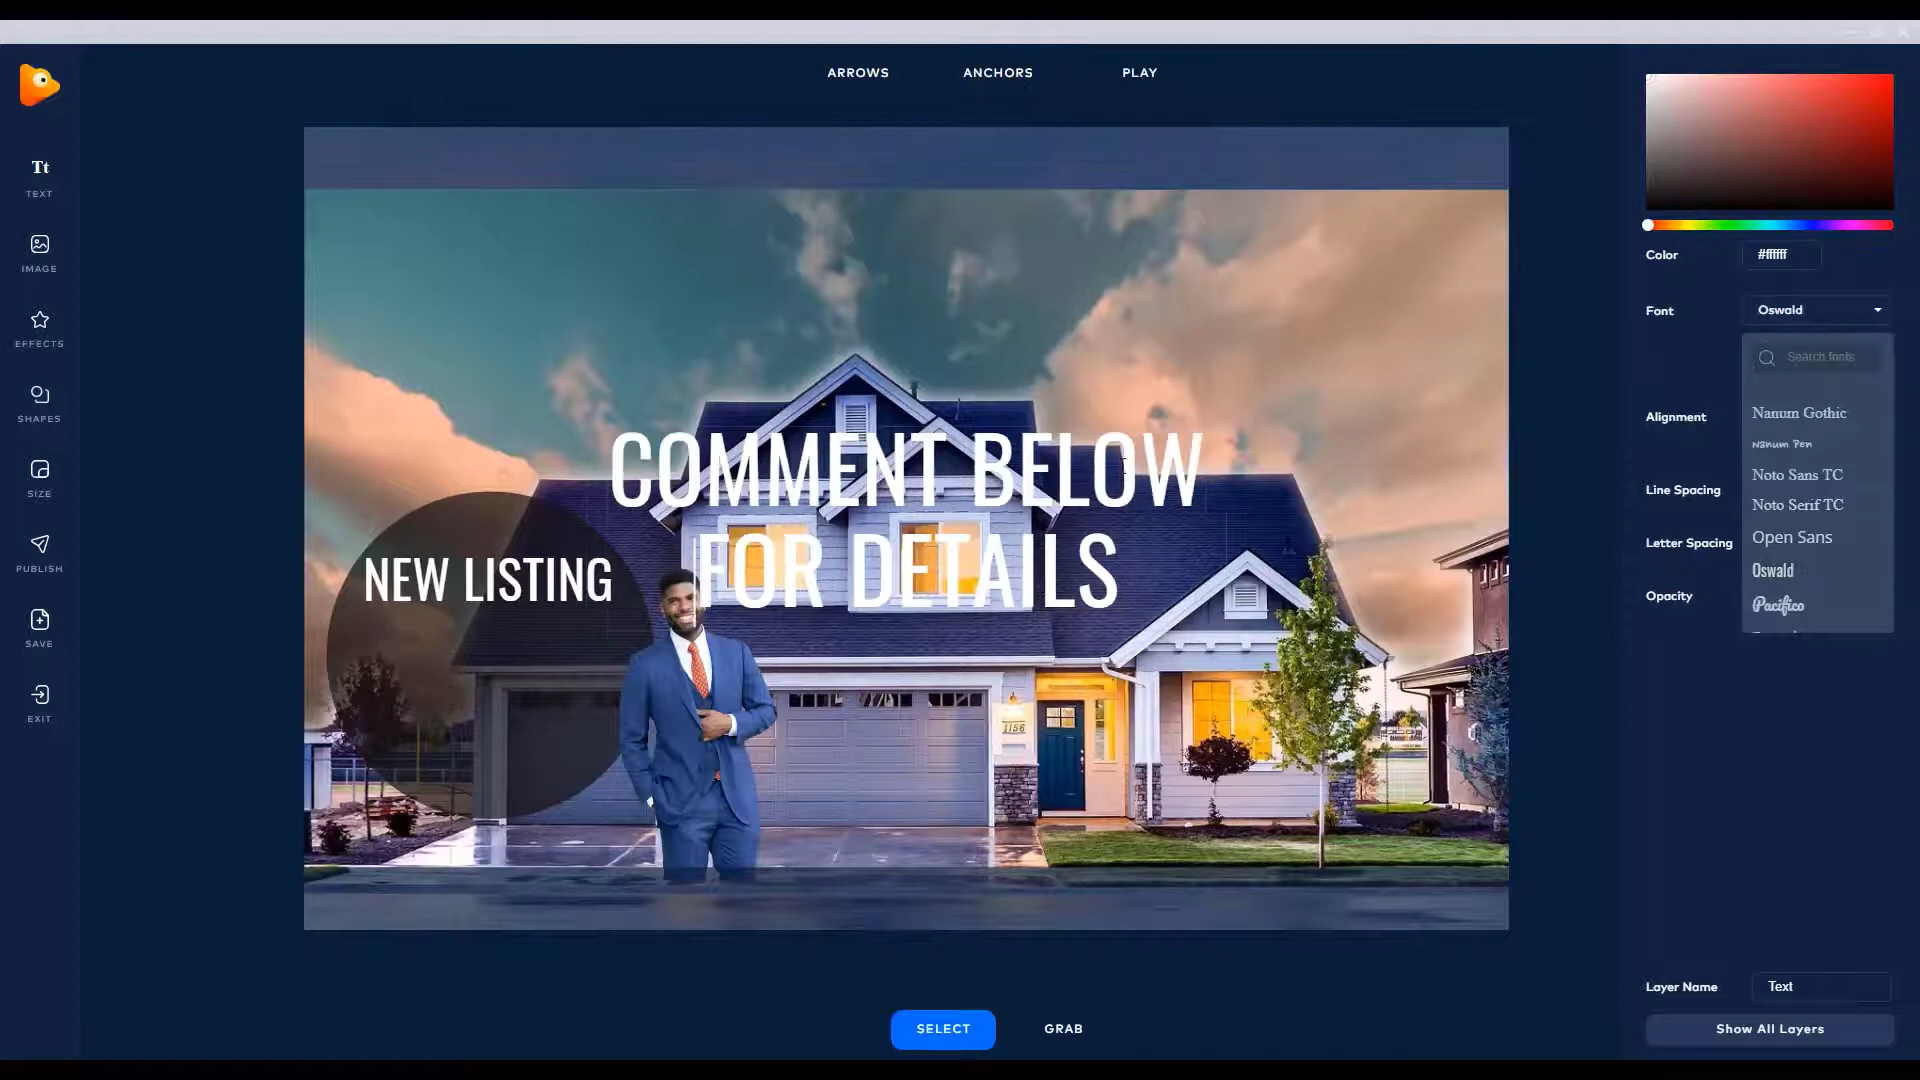 ARROWS
ANCHORS
PLAY
Tt
TEXT
IMAGE
EFFECTS
SHAPES
SIZE
PUBLISH
SAVE
EXIT
COMMENT BELOW
FOR DETAILS
NEW LISTING
1156
Color
#ffffff
Font
Oswald
Search fonts
Alignment
Nanum Gothic
Nanum Pen
Noto Sans TC
Noto Serif TC
Open Sans
Oswald
Pacifico
Line Spacing
Letter Spacing
Opacity
Layer Name
Text
Show All Layers
SELECT
GRAB